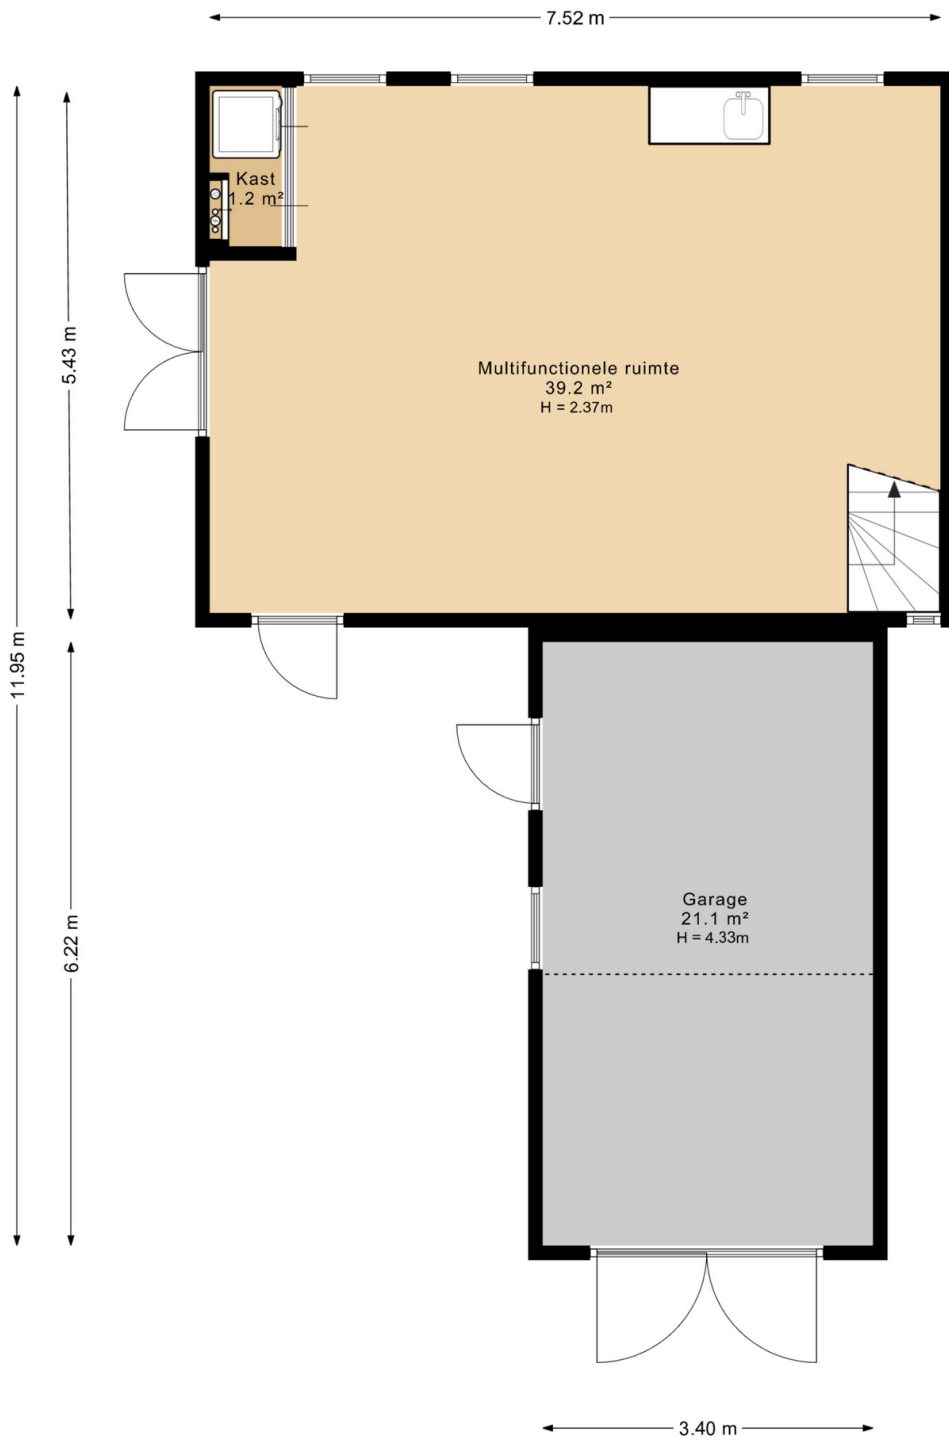 7.52 m
Kast
1.2 m²
5.43 m
Multifunctionele ruimte
39.2 m²
H = 2.37m
11.95 m
6.22 m
Garage
21.1 m²
H = 4.33m
3.40 m